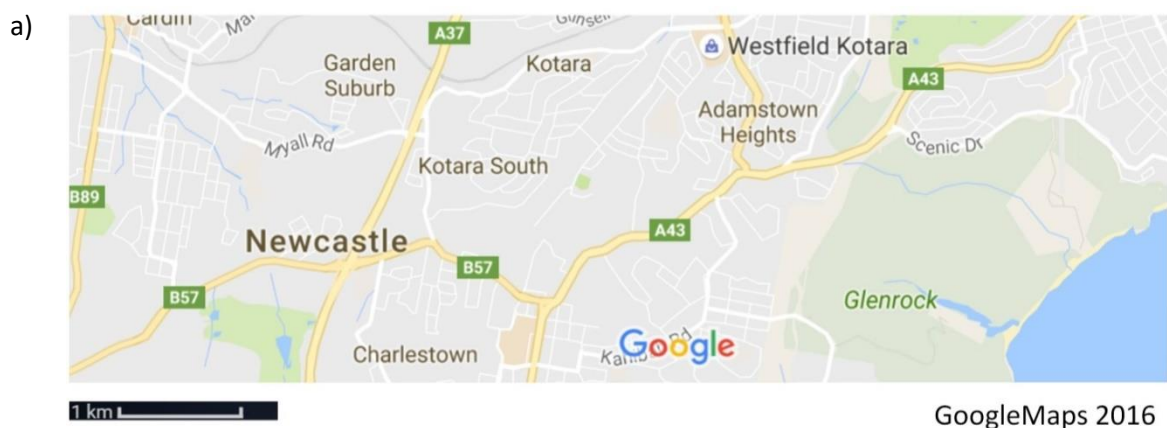 a)
Cardiff
A37
Garden
Suburb
Kotara
Westfield Kotara
A43
Adamstown
Heights
Myall Rd
Scenic Dr
Kotara South
B89
A43
Newcastle
B57
B57
Glenrock
Google
Charlestown
1 km
GoogleMaps 2016